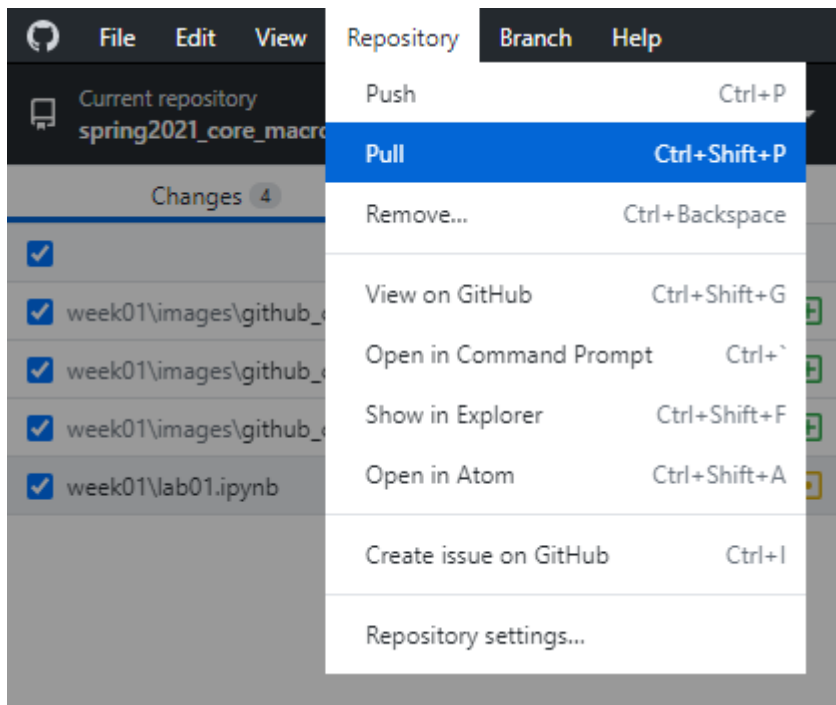 File Edit View Repository Branch Help
Current repository
spring2021_core_macro
Changes 4
week01\images\github_
week01\images\github_
week01\images\github_
week01\lab01.ipynb
Push Ctrl+P
Pull Ctrl+Shift+P
Remove... Ctrl+Backspace
View on GitHub Ctrl+Shift+G
Open in Command Prompt Ctrl+`
Show in Explorer Ctrl+Shift+F
Open in Atom Ctrl+Shift+A
Create issue on GitHub Ctrl+I
Repository settings...